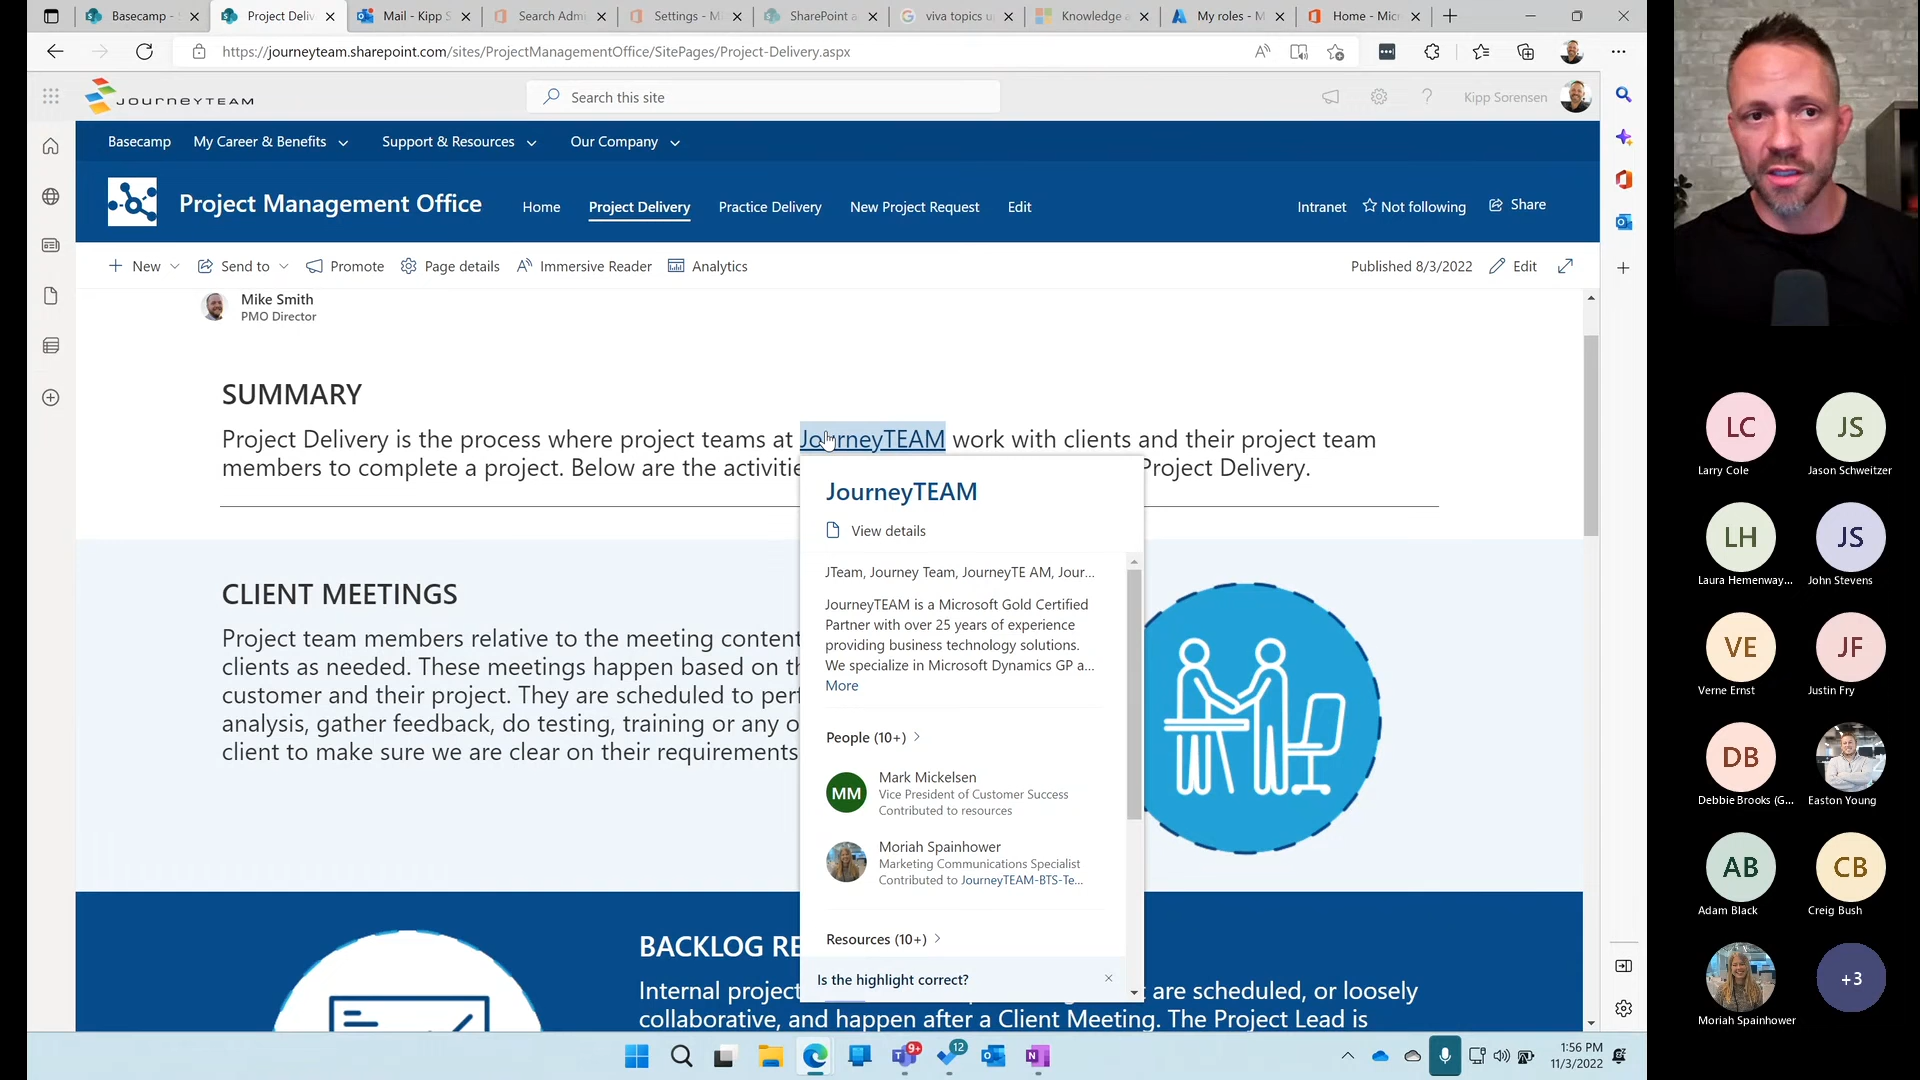 Basecamp - S
Project Deliv
Mail - Kipp S
Search Admi
Settings - Mi
SharePoint a
viva topics u
Knowledge a
My roles - M
Home - Micr
https://journeyteam.sharepoint.com/sites/ProjectManagementOffice/SitePages/Project-Delivery.aspx
JOURNEYTEAM
Search this site
Kipp Sorensen
Basecamp
My Career & Benefits
Support & Resources
Our Company
Project Management Office
Home
Project Delivery
Practice Delivery
New Project Request
Edit
Intranet
Not following
Share
New
Send to
Promote
Page details
Immersive Reader
Analytics
Published 8/3/2022
Edit
Mike Smith
PMO Director
SUMMARY
Project Delivery is the process where project teams at JourneyTEAM work with clients and their project team
members to complete a project. Below are the activitie
Project Delivery.
JourneyTEAM
View details
JTeam, Journey Team, JourneyTE AM, Jour...
JourneyTEAM is a Microsoft Gold Certified
Partner with over 25 years of experience
providing business technology solutions.
We specialize in Microsoft Dynamics GP a...
More
People (10+)
MM
Mark Mickelsen
Vice President of Customer Success
Contributed to resources
Moriah Spainhower
Marketing Communications Specialist
Contributed to JourneyTEAM-BTS-Te...
Resources (10+)
Is the highlight correct?
CLIENT MEETINGS
Project team members relative to the meeting content
clients as needed. These meetings happen based on th
customer and their project. They are scheduled to perf
analysis, gather feedback, do testing, training or any o
client to make sure we are clear on their requirements
BACKLOG RE
Internal project
are scheduled, or loosely
collaborative, and happen after a Client Meeting. The Project Lead is
9+
12
1:56 PM
11/3/2022
LC
Larry Cole
JS
Jason Schweitzer
LH
Laura Hemenway...
JS
John Stevens
VE
Verne Ernst
JF
Justin Fry
DB
Debbie Brooks (G...
Easton Young
AB
Adam Black
CB
Creig Bush
Moriah Spainhower
+3